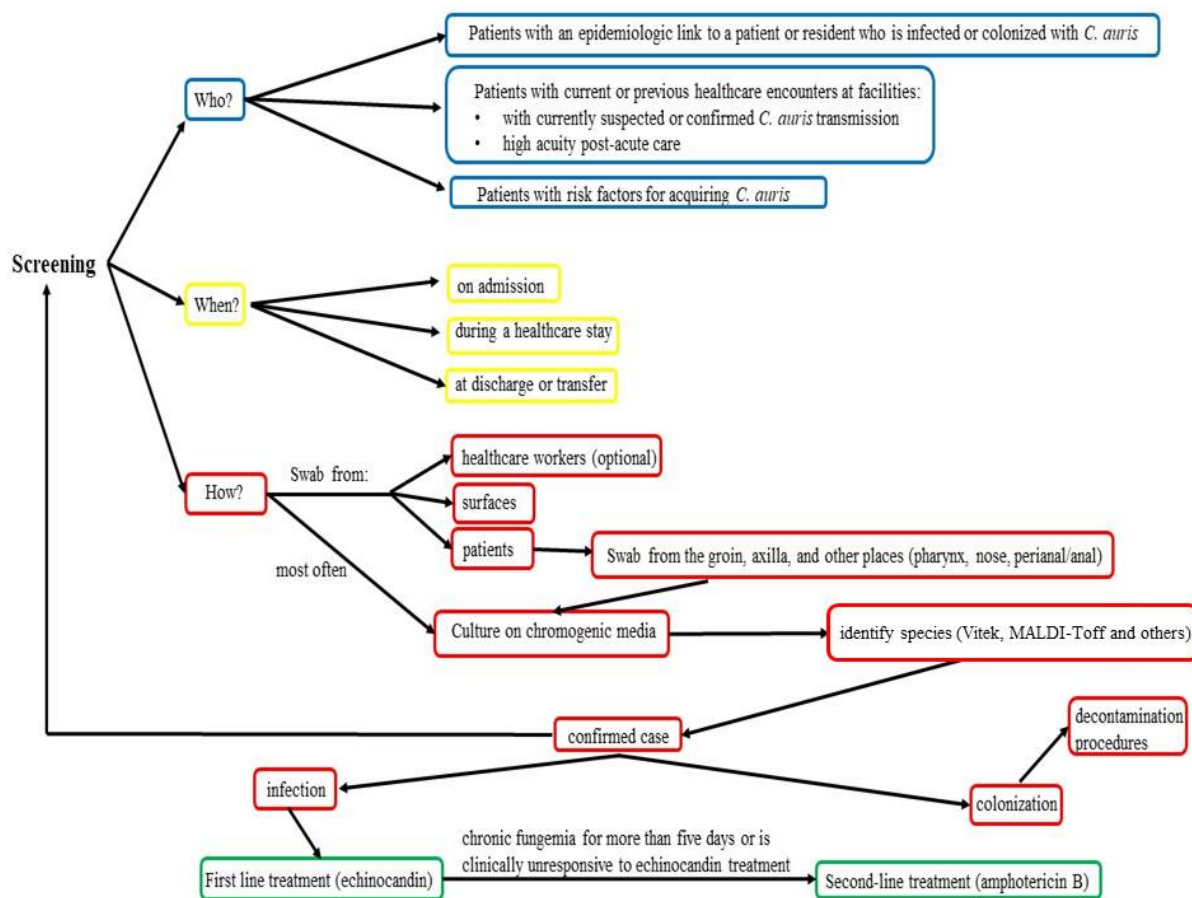 Patients with an epidemiologic link to a patient or resident who is infected or colonized with C. auris
Who?
Patients with current or previous healthcare encounters at facilities:
• with currently suspected or confirmed C. auris transmission
• high acuity post-acute care
Patients with risk factors for acquiring C. auris
Screening
When?
on admission
during a healthcare stay
at discharge or transfer
How?
Swab from:
healthcare workers (optional)
surfaces
patients
Swab from the groin, axilla, and other places (pharynx, nose, perianal/anal)
most often
Culture on chromogenic media
identify species (Vitek, MALDI-Toff and others)
confirmed case
decontamination
procedures
infection
colonization
chronic fungemia for more than five days or is
clinically unresponsive to echinocandin treatment
First line treatment (echinocandin)
Second-line treatment (amphotericin B)